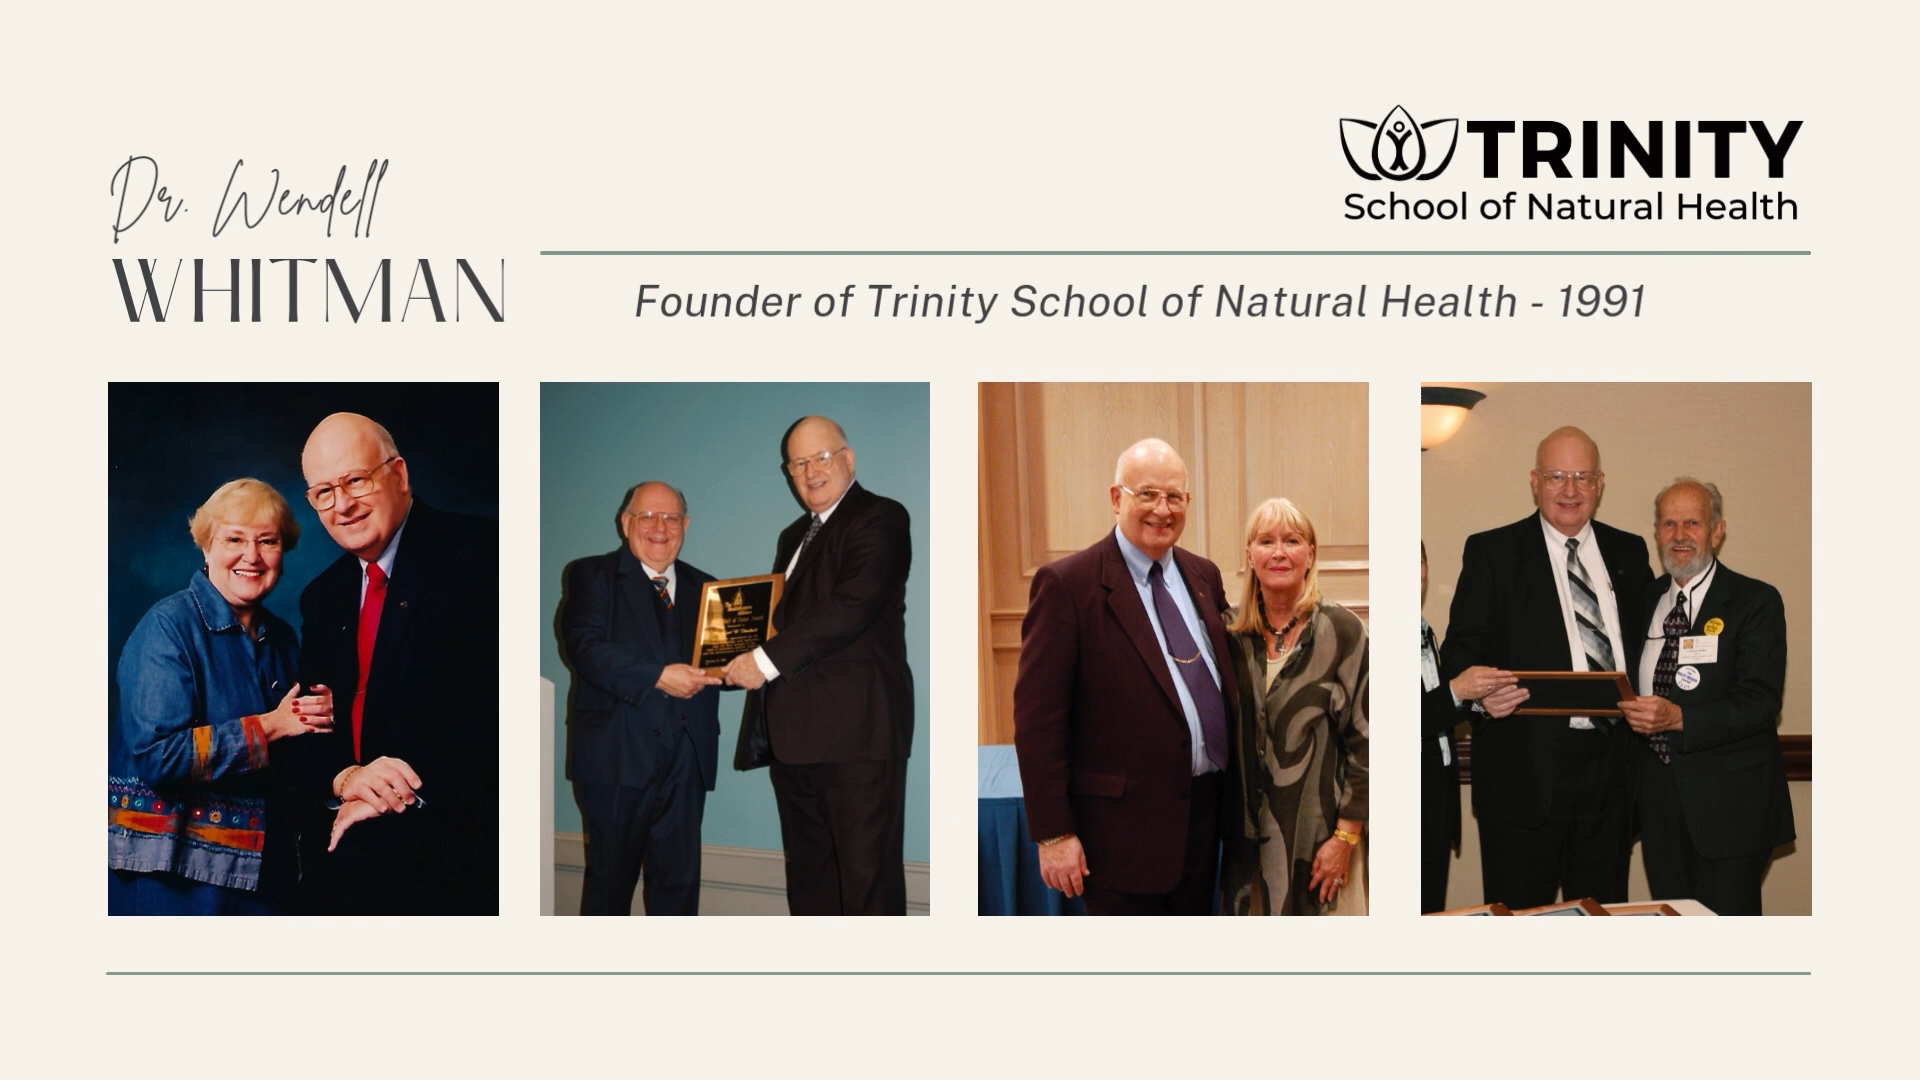 Dr. Wendell
WHITMAN
TRINITY
School of Natural Health
Founder of Trinity School of Natural Health - 1991